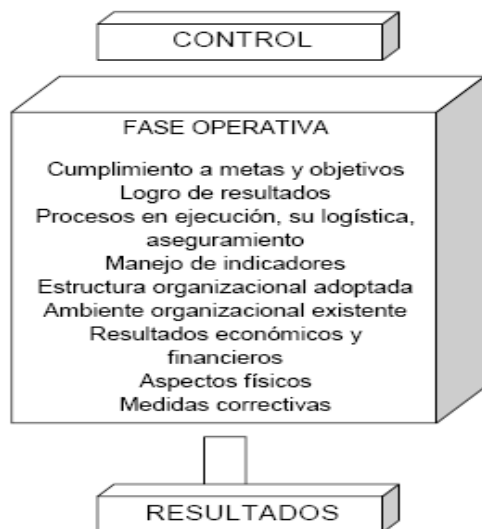 CONTROL
FASE OPERATIVA
Cumplimiento a metas y objetivos
Logro de resultados
Procesos en ejecución, su logística,
aseguramiento
Manejo de indicadores
Estructura organizacional adoptada
Ambiente organizacional existente
Resultados económicos y
financieros
Aspectos físicos
Medidas correctivas
RESULTADOS